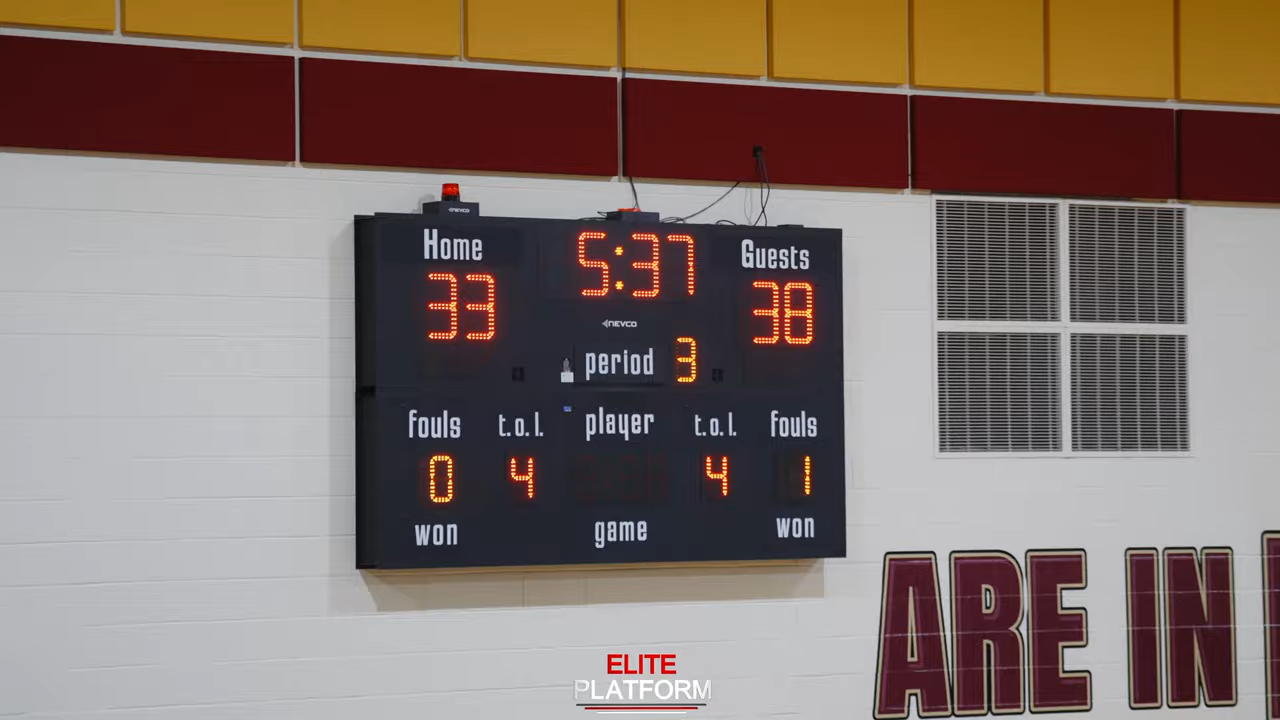 NEVCO
Home 5:37 Guests
33 38
NEVCO
period 3
fouls t.o.l. player t.o.l. fouls
0 4 4 1
won game won
ARE IN
ELITE
PLATFORM